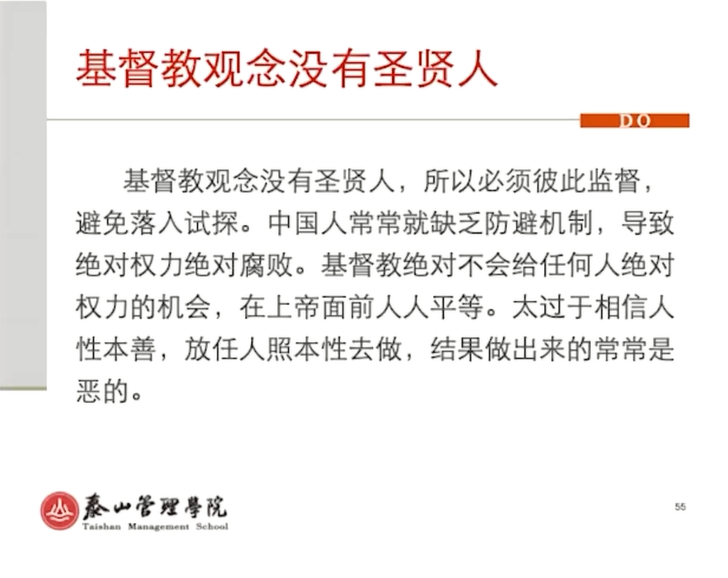 基督教观念没有圣贤人
DO
基督教观念没有圣贤人，所以必须彼此监督，
避免落入试探。中国人常常就缺乏防避机制，导致
绝对权力绝对腐败。基督教绝对不会给任何人绝对
权力的机会，在上帝面前人人平等。太过于相信人
性本善，放任人照本性去做，结果做出来的常常是
恶的。
泰山管理學院
Taishan Management School
55